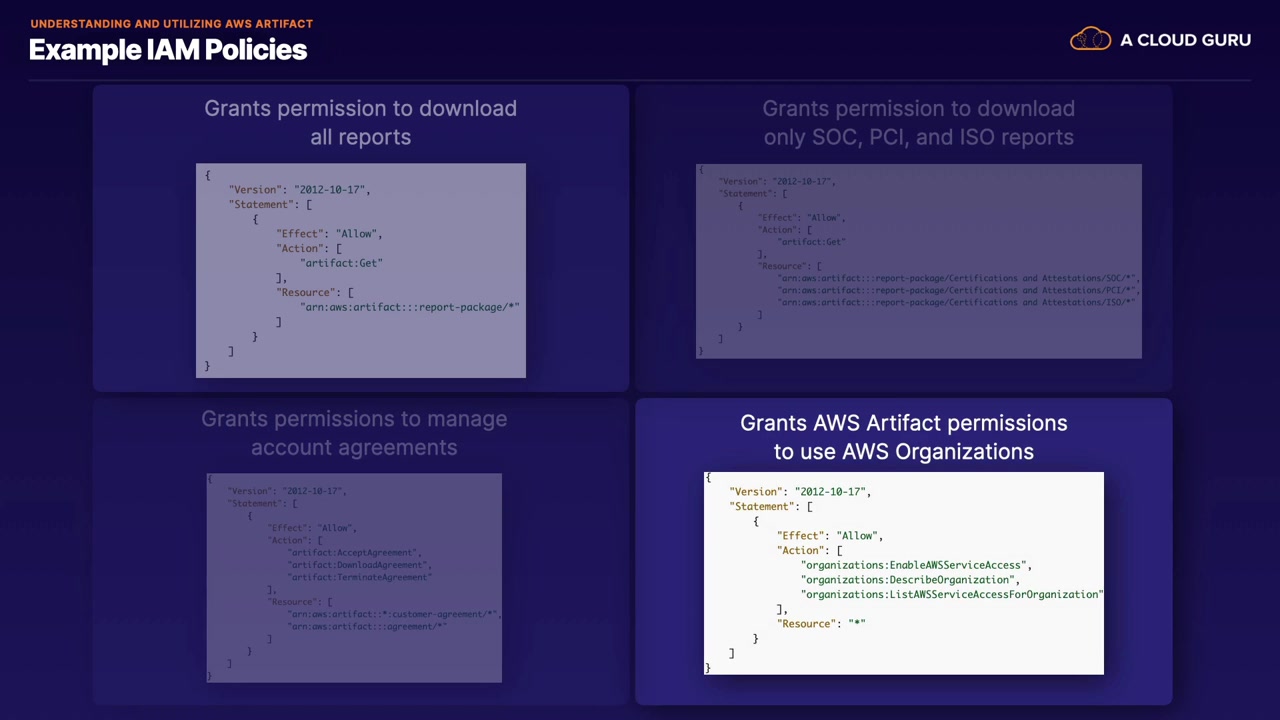 UNDERSTANDING AND UTILIZING AWS ARTIFACT
Example IAM Policies
A CLOUD GURU
Grants permission to download
all reports
{
"Version": "2012-10-17",
"Statement": [
{
"Effect": "Allow",
"Action": [
"artifact:Get"
],
"Resource": [
"arn:aws:artifact:::report-package/*"
]
}
]
}
Grants permission to download
only SOC, PCI, and ISO reports
{
"Version": "2012-10-17",
"Statement": [
{
"Effect": "Allow",
"Action": [
"artifact:Get"
],
"Resource": [
"arn:aws:artifact:::report-package/Certifications and Attestations/SOC/*",
"arn:aws:artifact:::report-package/Certifications and Attestations/PCI/*",
"arn:aws:artifact:::report-package/Certifications and Attestations/ISO/*"
]
}
]
}
Grants permissions to manage
account agreements
{
"Version": "2012-10-17",
"Statement": [
{
"Effect": "Allow",
"Action": [
"artifact:AcceptAgreement",
"artifact:DownloadAgreement",
"artifact:TerminateAgreement"
],
"Resource": [
"arn:aws:artifact::*:customer-agreement/*",
"arn:aws:artifact:::agreement/*"
]
}
]
}
Grants AWS Artifact permissions
to use AWS Organizations
{
"Version": "2012-10-17",
"Statement": [
{
"Effect": "Allow",
"Action": [
"organizations:EnableAWSServiceAccess",
"organizations:DescribeOrganization",
"organizations:ListAWSServiceAccessForOrganization"
],
"Resource": "*"
}
]
}